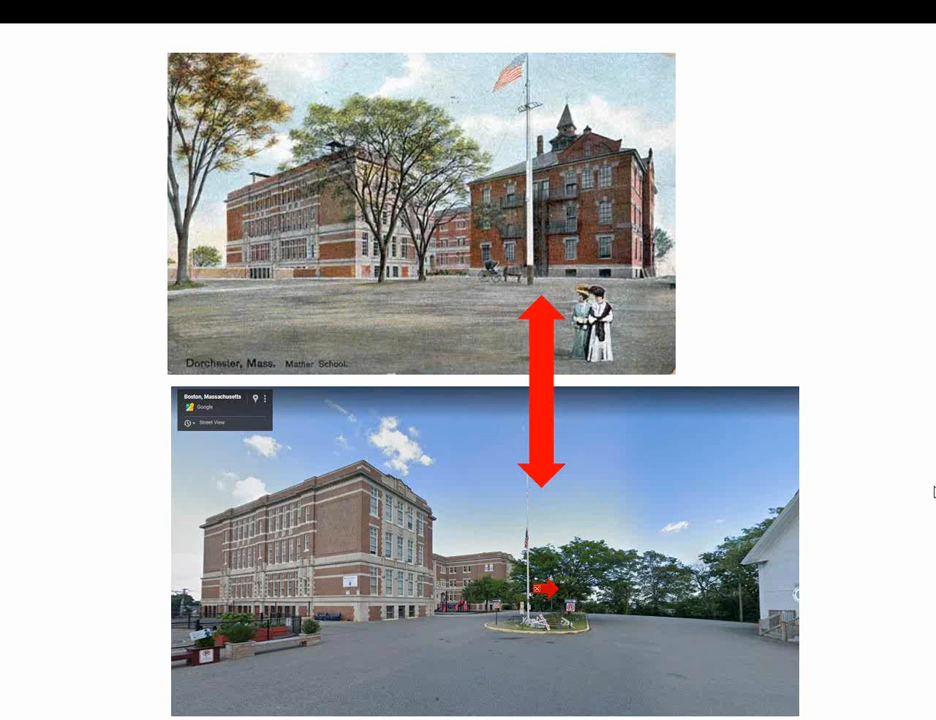 Dorchester, Mass. Mather School.
Boston, Massachusetts
Google
Street View